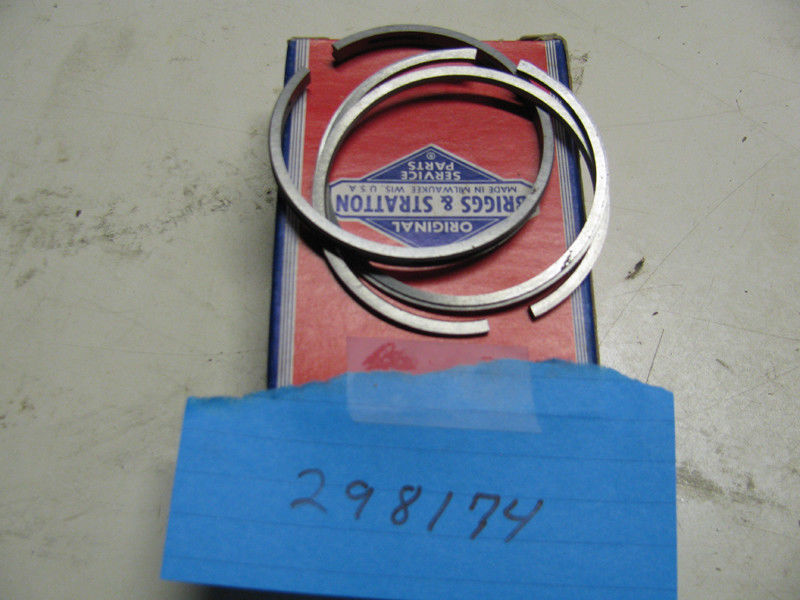 ORIGINAL
BRIGGS & STRATTON
MADE IN MILWAUKEE WIS. U.S.A
SERVICE
PARTS
®
298174